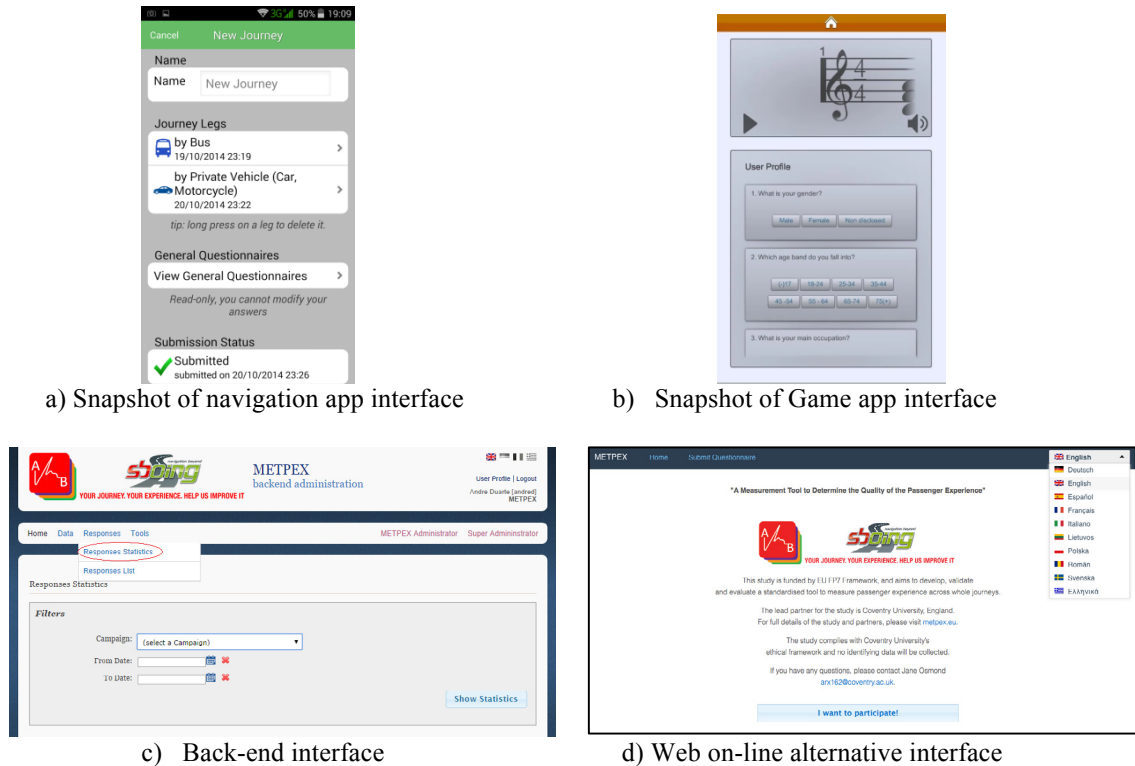 3G 50% 19:09
Cancel New Journey
Name
Name New Journey
Journey Legs
by Bus
19/10/2014 23:19
by Private Vehicle (Car,
Motorcycle)
20/10/2014 23:22
tip: long press on a leg to delete it.
General Questionnaires
View General Questionnaires
Read-only, you cannot modify your
answers
Submission Status
Submitted
submitted on 20/10/2014 23:26
a) Snapshot of navigation app interface
1
4
4
User Profile
1. What is your gender?
Male Female Non disclosed
2. Which age band do you fall into?
(-)17 18-24 25-34 35-44
45 -54 55 - 64 65-74 75(+)
3. What is your main occupation?
b) Snapshot of Game app interface
A B
sboing
navigation beyond
YOUR JOURNEY. YOUR EXPERIENCE. HELP US IMPROVE IT
METPEX
backend administration
User Profile | Logout
Andre Duarte [andred]
METPEX
Home Data Responses Tools METPEX Administrator Super Admininstrator
Responses Statistics
Responses List
Responses Statistics
Filters
Campaign: (select a Campaign)
From Date:
To Date:
Show Statistics
c) Back-end interface
METPEX Home Submit Questionnaire English
Deutsch
English
Español
Français
Italiano
Lietuvos
Polska
Român
Svenska
Ελληνικά
"A Measurement Tool to Determine the Quality of the Passenger Experience"
A B
sboing
YOUR JOURNEY. YOUR EXPERIENCE. HELP US IMPROVE IT
This study is funded by EU FP7 Framework, and aims to develop, validate
and evaluate a standardised tool to measure passenger experience across whole journeys.
The lead partner for the study is Coventry University, England.
For full details of the study and partners, please visit metpex.eu.
The study complies with Coventry University's
ethical framework and no identifying data will be collected.
If you have any questions, please contact Jane Osmond
arx162@coventry.ac.uk.
I want to participate!
d) Web on-line alternative interface